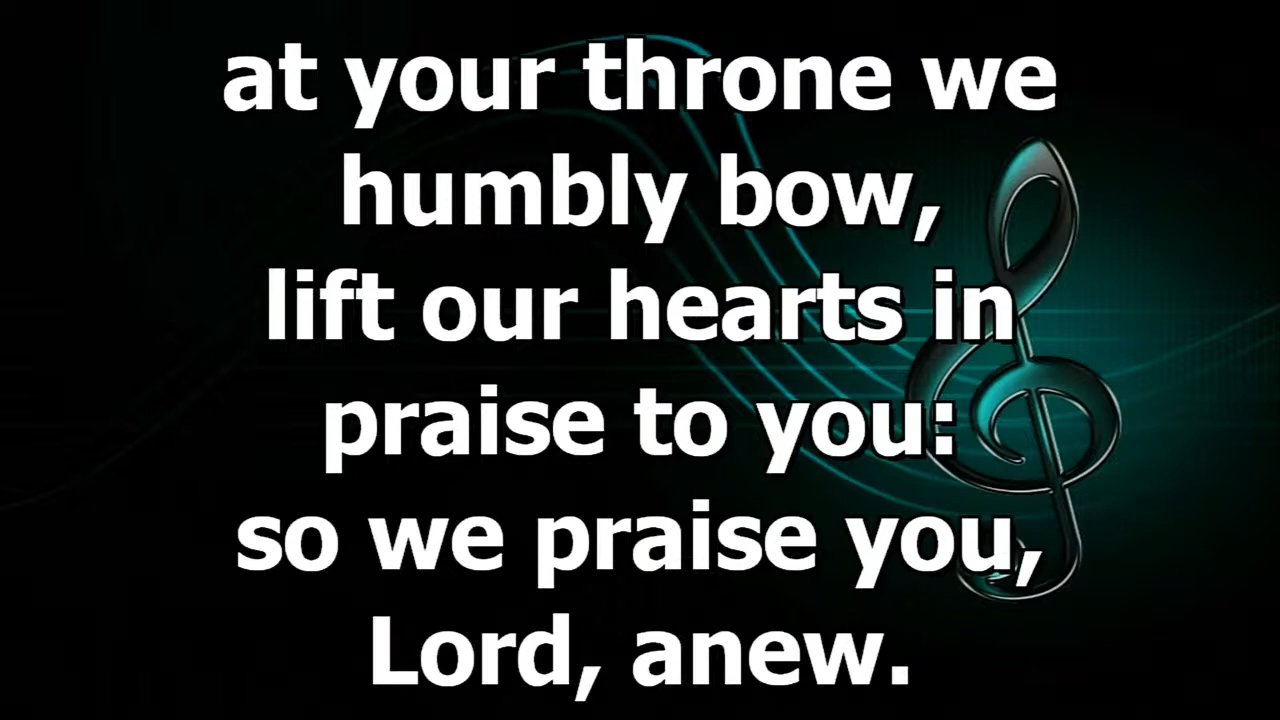 at your throne we
humbly bow,
lift our hearts in
praise to you:
so we praise you,
Lord, anew.